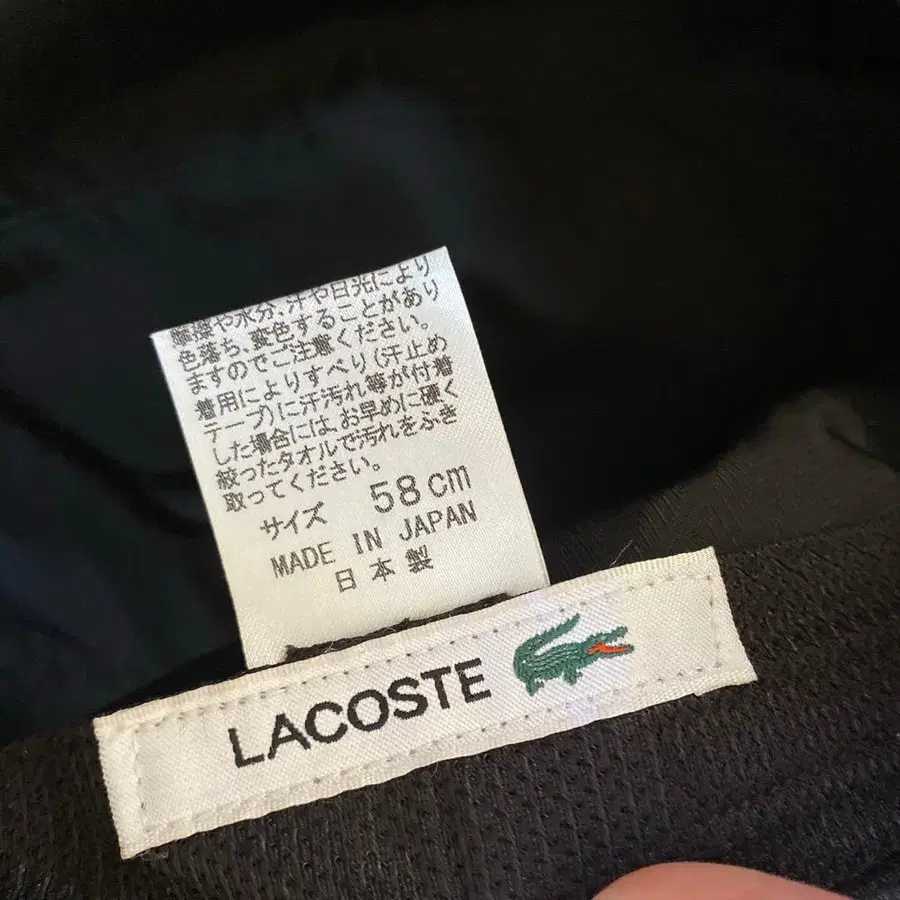 摩擦や水分、汗や日光により
色落ち、変色することがあり
ますのでご注意ください。
着用によりすべり(汗止め
テープ)に汗汚れ等が付着
した場合には、お早めに硬く
絞ったタオルで汚れをふき
取ってください。
サイズ 58cm
MADE IN JAPAN
日本製
LACOSTE